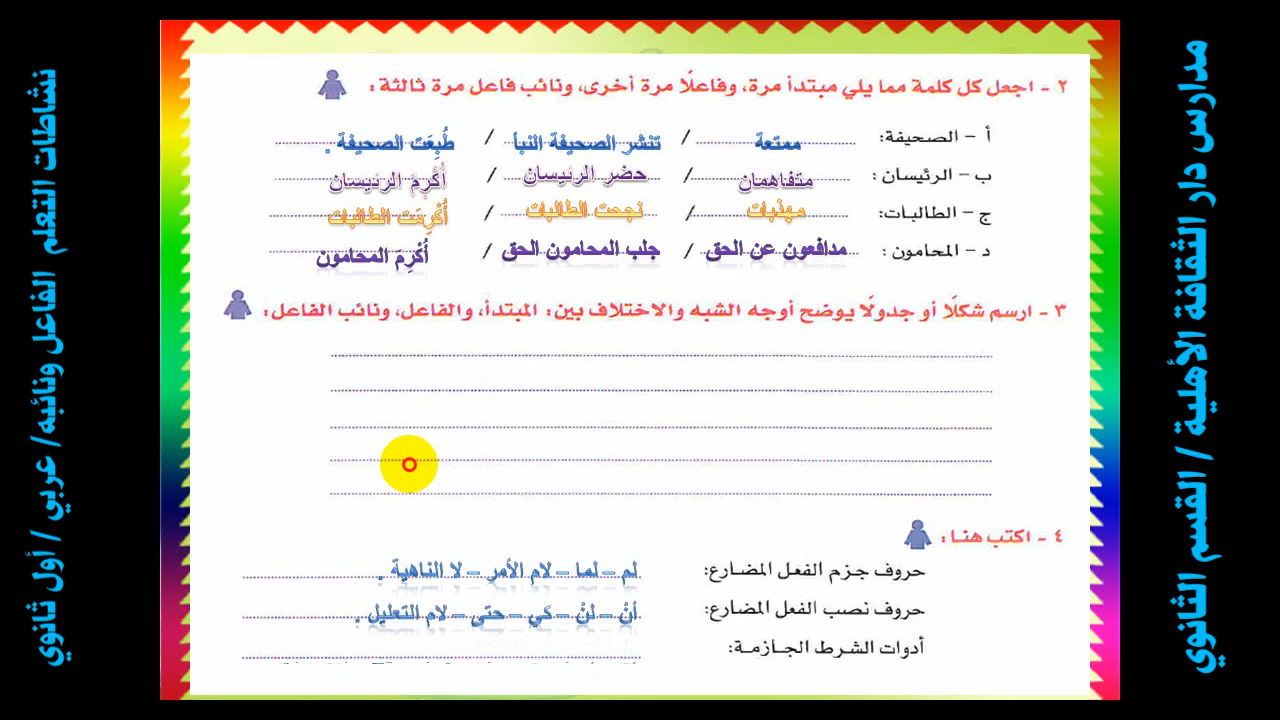 مدارس دار الثقافة الأهلية / القسم الثانوي
٢ - اجعل كل كلمة مما يلي مبتدأ مرة، وفاعلًا مرة أخرى، ونائب فاعل مرة ثالثة:
أ - الصحيفة: ممتعة / تنشر الصحيفة النبأ / طُبِعَت الصحيفة .
ب - الرئيسان: متفاهمان / حضر الرئيسان / أُكْرِمَ الرئيسان
ج - الطالبات: مهذبات / نجحت الطالبات / أُكْرِمَت الطالبات
د - المحامون: مدافعون عن الحق / جلب المحامون الحق / أُكْرِمَ المحامون
٣ - ارسم شكلًا أو جدولًا يوضح أوجه الشبه والاختلاف بين: المبتدأ، والفاعل، ونائب الفاعل:
٤ - اكتب هنا:
حروف جزم الفعل المضارع: لم – لما – لام الأمر – لا الناهية .
حروف نصب الفعل المضارع: أنْ – لنْ – كي – حتى – لام التعليل .
أدوات الشرط الجازمة:
نشاطات التعلم الفاعل ونائبه/ عربي / أول ثانوي